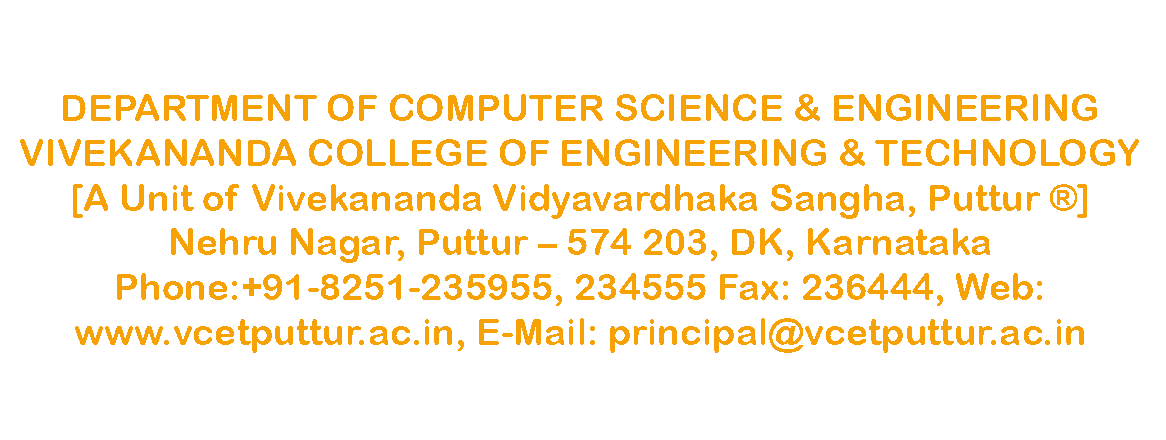 DEPARTMENT OF COMPUTER SCIENCE & ENGINEERING
VIVEKANANDA COLLEGE OF ENGINEERING & TECHNOLOGY
[A Unit of Vivekananda Vidyavardhaka Sangha, Puttur ®]
Nehru Nagar, Puttur – 574 203, DK, Karnataka
Phone:+91-8251-235955, 234555 Fax: 236444, Web:
www.vcetputtur.ac.in, E-Mail: principal@vcetputtur.ac.in